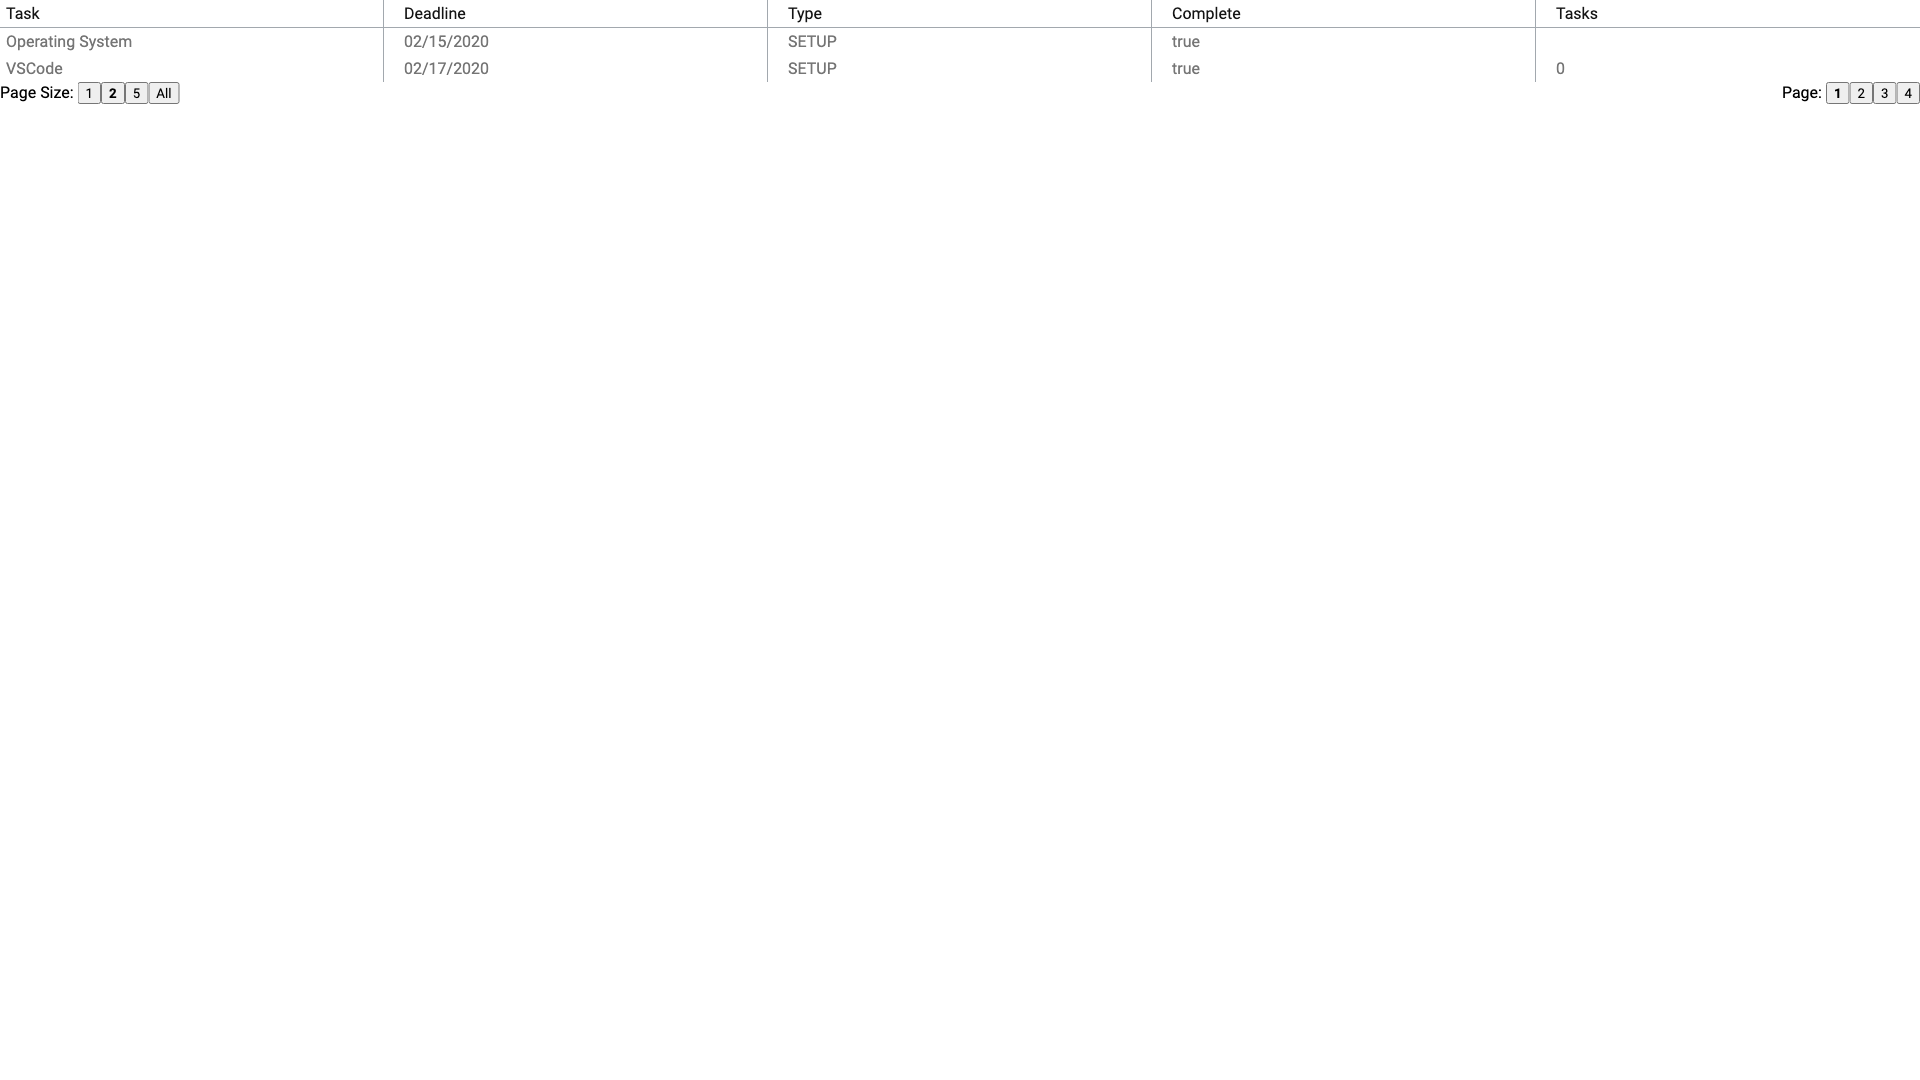 Task Deadline Type Complete Tasks
Operating System 02/15/2020 SETUP true
VSCode 02/17/2020 SETUP true 0
Page Size: 1 2 5 All Page: 1 2 3 4